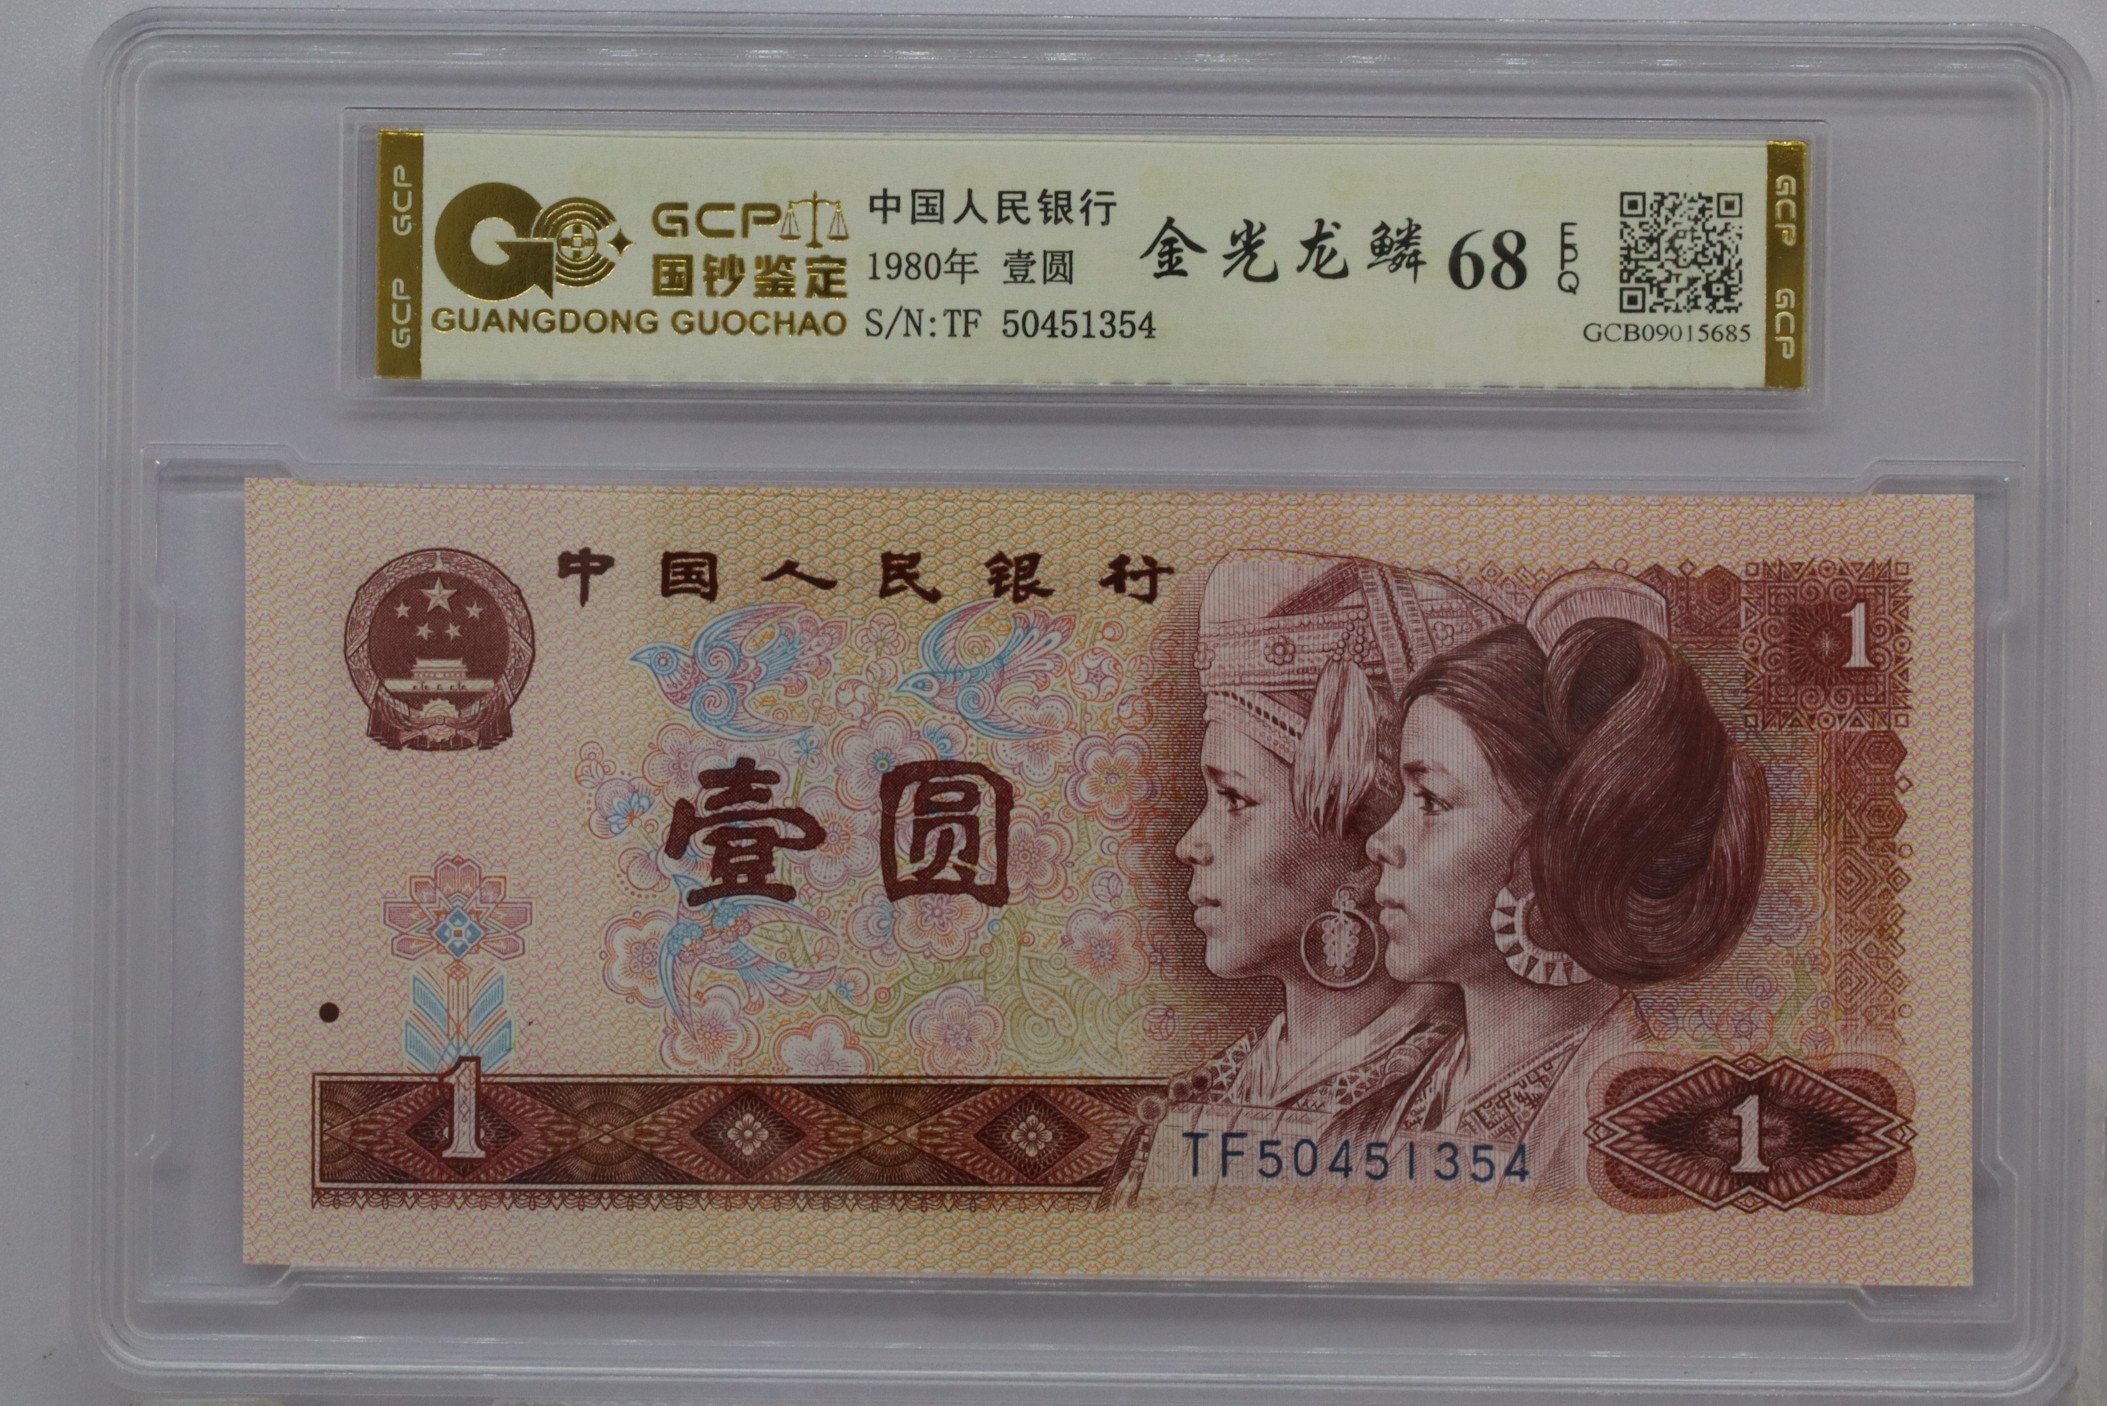 GCP GCP
GCP
国钞鉴定
GUANGDONG GUOCHAO
中国人民银行
1980年 壹圆
S/N:TF 50451354
金光龙鳞 68 EPQ
GCB09015685
GCP GCP
中国人民银行
1
壹圆
1
TF50451354
1